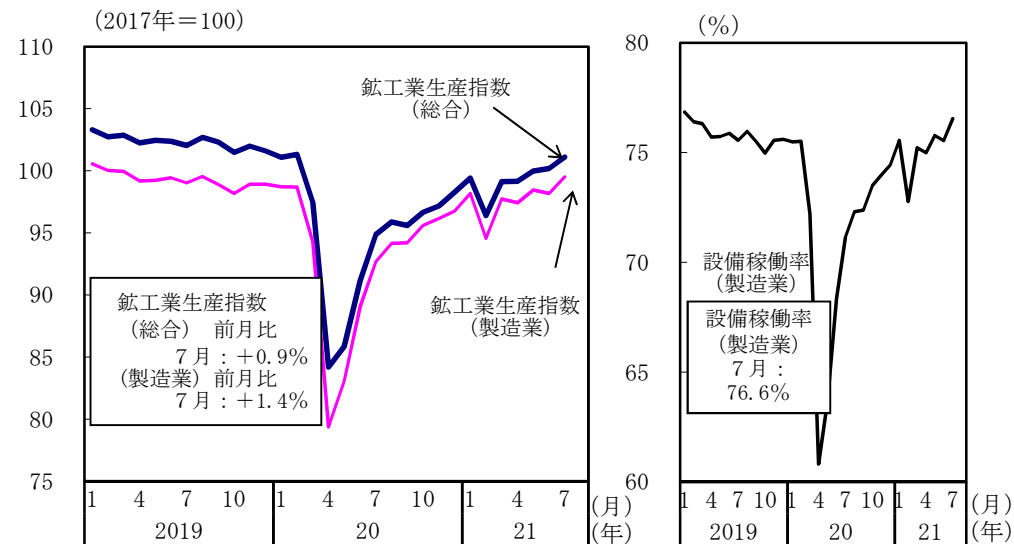 (2017年＝100)
110
105
100
95
90
85
80
75
鉱工業生産指数
(総合)
鉱工業生産指数
(製造業)
鉱工業生産指数
(総合) 前月比
７月：＋0.9％
(製造業) 前月比
７月：＋1.4％
1 4 7 10 1 4 7 10 1 4 7 (月)
2019 20 21 (年)
(％)
80
75
70
65
60
設備稼働率
(製造業)
設備稼働率
(製造業)
７月：
76.6％
1 4 7 10 1 4 7 10 1 4 7 (月)
2019 20 21 (年)